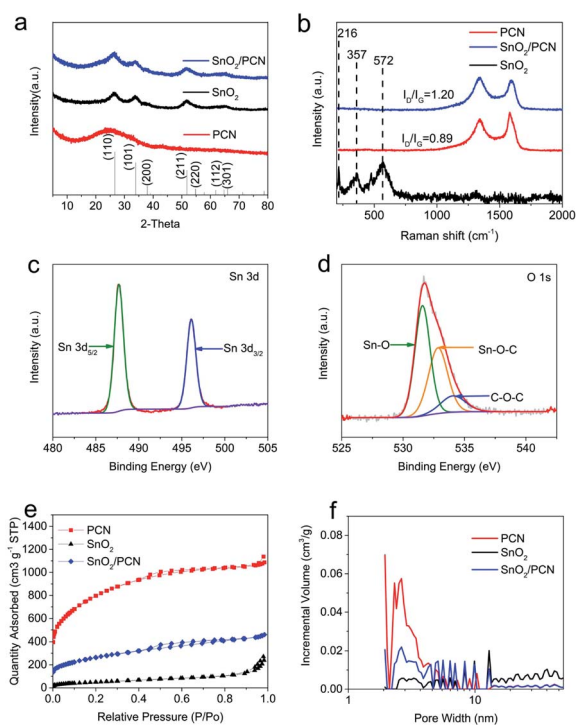 a
Intensity(a.u.)
SnO2/PCN
SnO2
PCN
(110)
(101)
(200)
(211)
(220)
(112)
(301)
10 20 30 40 50 60 70 80
2-Theta
b
Intensity (a.u.)
216
357
572
PCN
SnO2/PCN
SnO2
ID/IG=1.20
ID/IG=0.89
500 1000 1500 2000
Raman shift (cm-1)
c
Intensity (a.u.)
Sn 3d
Sn 3d5/2
Sn 3d3/2
480 485 490 495 500 505
Binding Energy (eV)
d
Intensity (a.u.)
O 1s
Sn-O
Sn-O-C
C-O-C
525 530 535 540
Binding Energy (eV)
e
Quantity Adsorbed (cm3 g-1 STP)
1400
1200
1000
800
600
400
200
0
PCN
SnO2
SnO2/PCN
0.0 0.2 0.4 0.6 0.8 1.0
Relative Pressure (P/Po)
f
Incremental Volume (cm3/g)
0.10
0.08
0.06
0.04
0.02
0.00
PCN
SnO2
SnO2/PCN
1 10
Pore Width (nm)